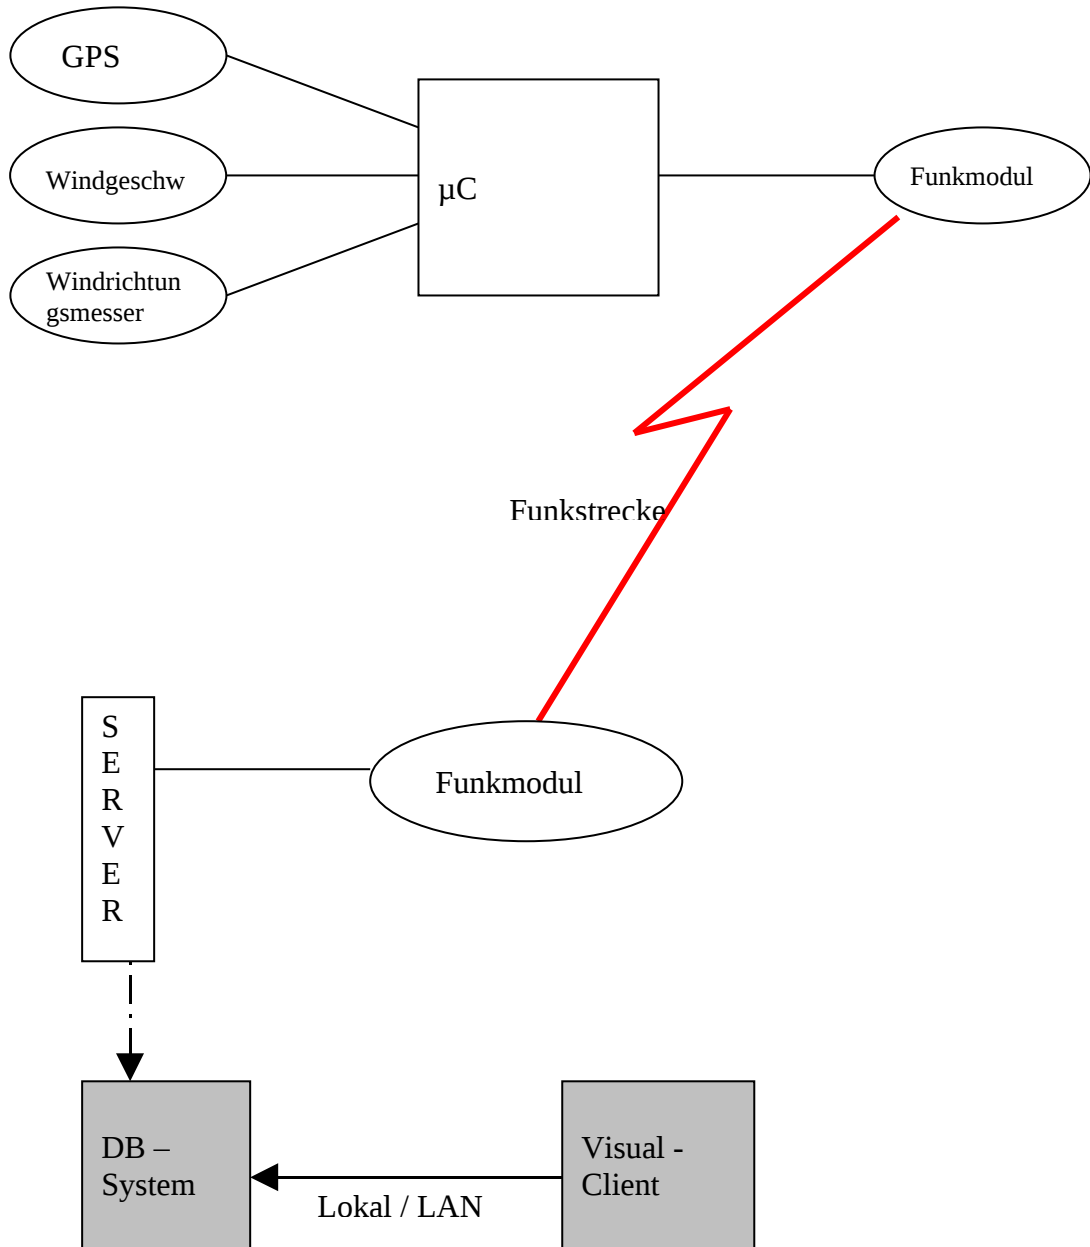 GPS
Windgeschw
Windrichtun
gsmesser
µC
Funkmodul
Funkstrecke
S
E
R
V
E
R
Funkmodul
DB –
System
Lokal / LAN
Visual -
Client